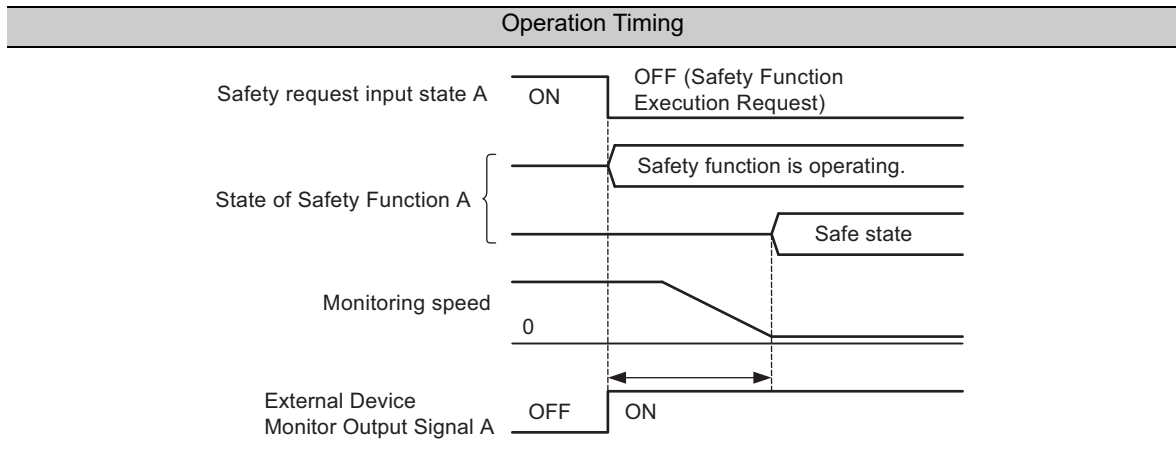 Operation Timing
Safety request input state A
ON
OFF (Safety Function
Execution Request)
State of Safety Function A
Safety function is operating.
Safe state
Monitoring speed
0
External Device
Monitor Output Signal A
OFF
ON